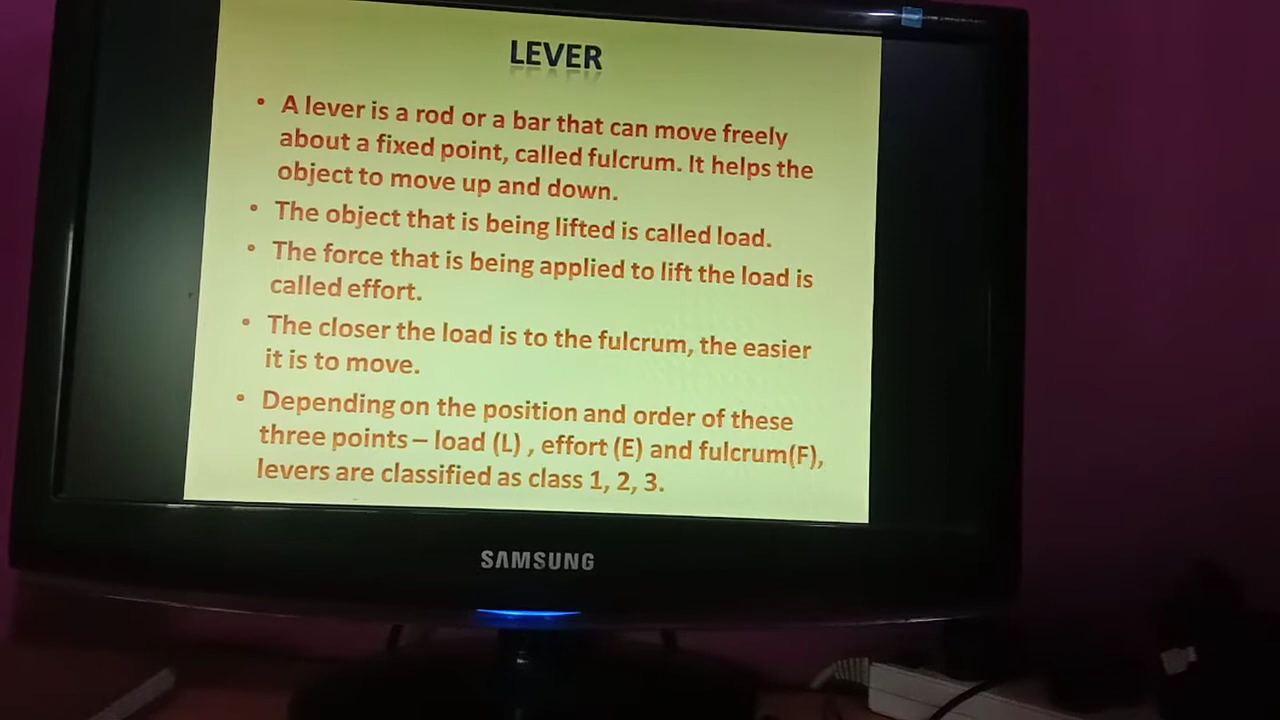 LEVER
• A lever is a rod or a bar that can move freely
about a fixed point, called fulcrum. It helps the
object to move up and down.
• The object that is being lifted is called load.
• The force that is being applied to lift the load is
called effort.
• The closer the load is to the fulcrum, the easier
it is to move.
• Depending on the position and order of these
three points – load (L) , effort (E) and fulcrum(F),
levers are classified as class 1, 2, 3.
SAMSUNG